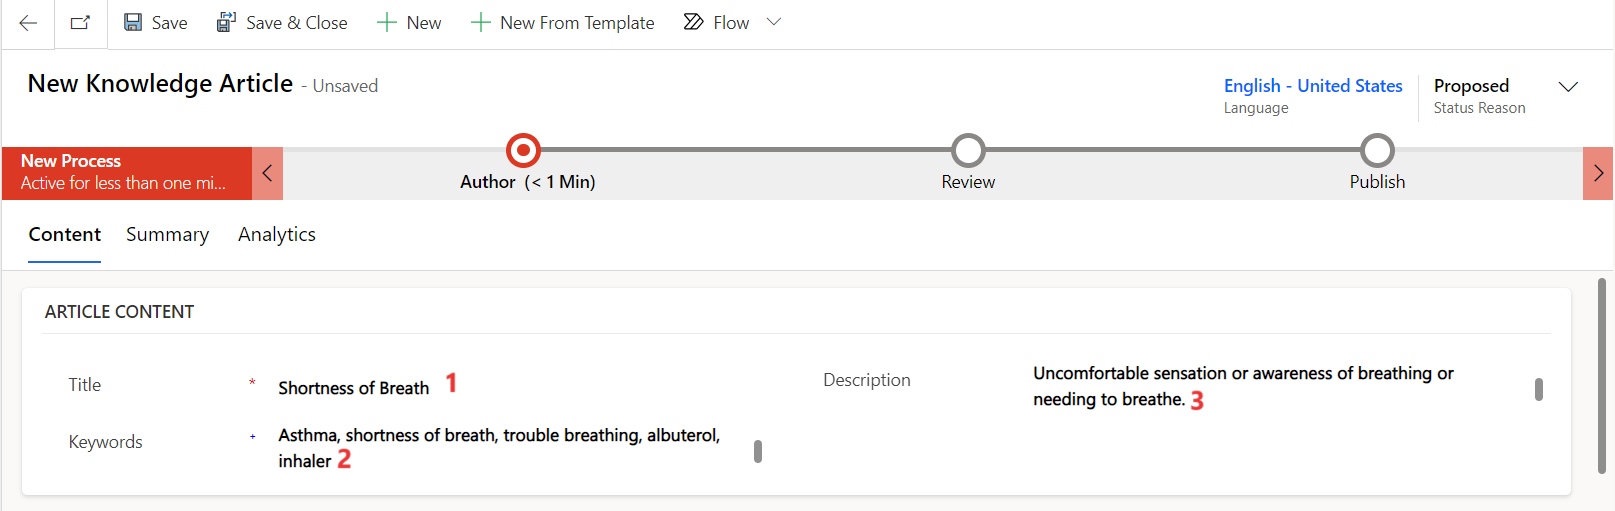 Save Save & Close New New From Template Flow
New Knowledge Article - Unsaved
English - United States Proposed
Language Status Reason
New Process
Active for less than one mi...
Author (< 1 Min) Review Publish
Content Summary Analytics
ARTICLE CONTENT
Title * Shortness of Breath 1
Keywords + Asthma, shortness of breath, trouble breathing, albuterol,
inhaler 2
Description Uncomfortable sensation or awareness of breathing or
needing to breathe. 3